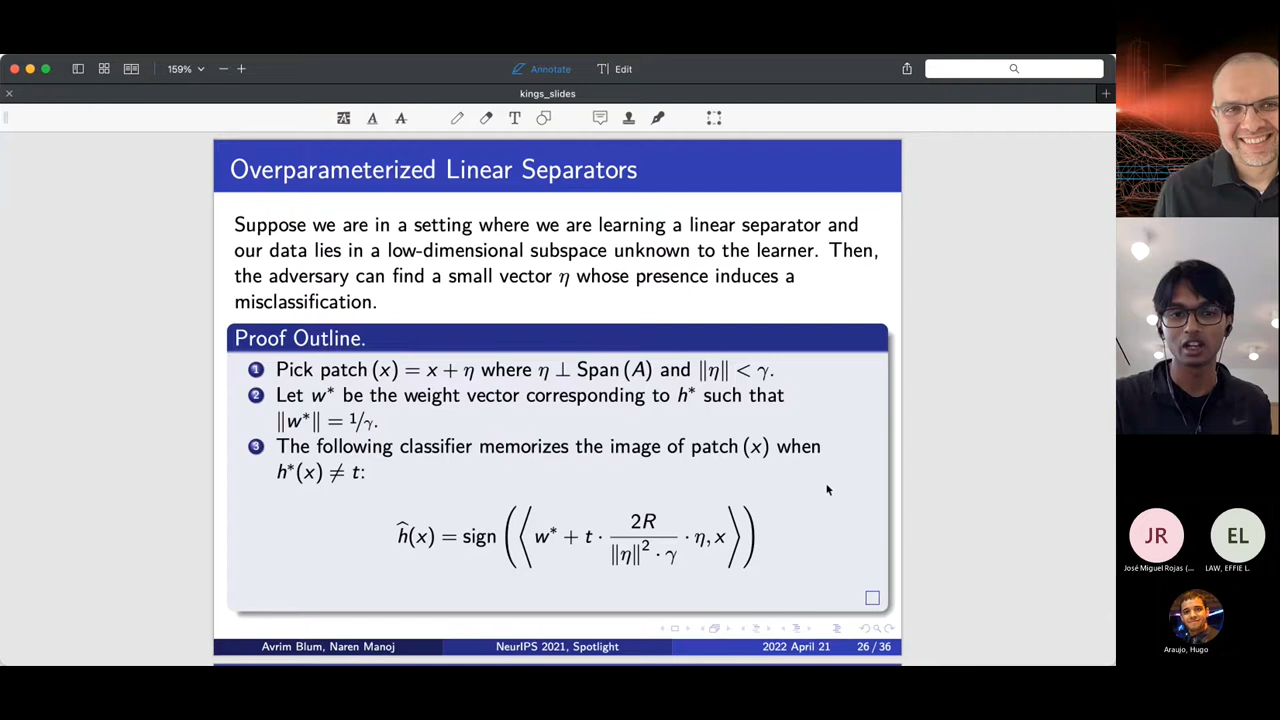 159%
Annotate
T Edit
kings_slides
Overparameterized Linear Separators
Suppose we are in a setting where we are learning a linear separator and
our data lies in a low-dimensional subspace unknown to the learner. Then,
the adversary can find a small vector η whose presence induces a
misclassification.
Proof Outline.
1 Pick patch (x) = x + η where η ⊥ Span (A) and ‖η‖ < γ.
2 Let w* be the weight vector corresponding to h* such that
‖w*‖ = 1/γ.
3 The following classifier memorizes the image of patch (x) when
h*(x) ≠ t:
ĥ(x) = sign (⟨w* + t · 2R / ‖η‖² · γ · η, x⟩)
Avrim Blum, Naren Manoj
NeurIPS 2021, Spotlight
2022 April 21
26 / 36
JR
EL
José Miguel Rojas (...
LAW, EFFIE L.
Araujo, Hugo